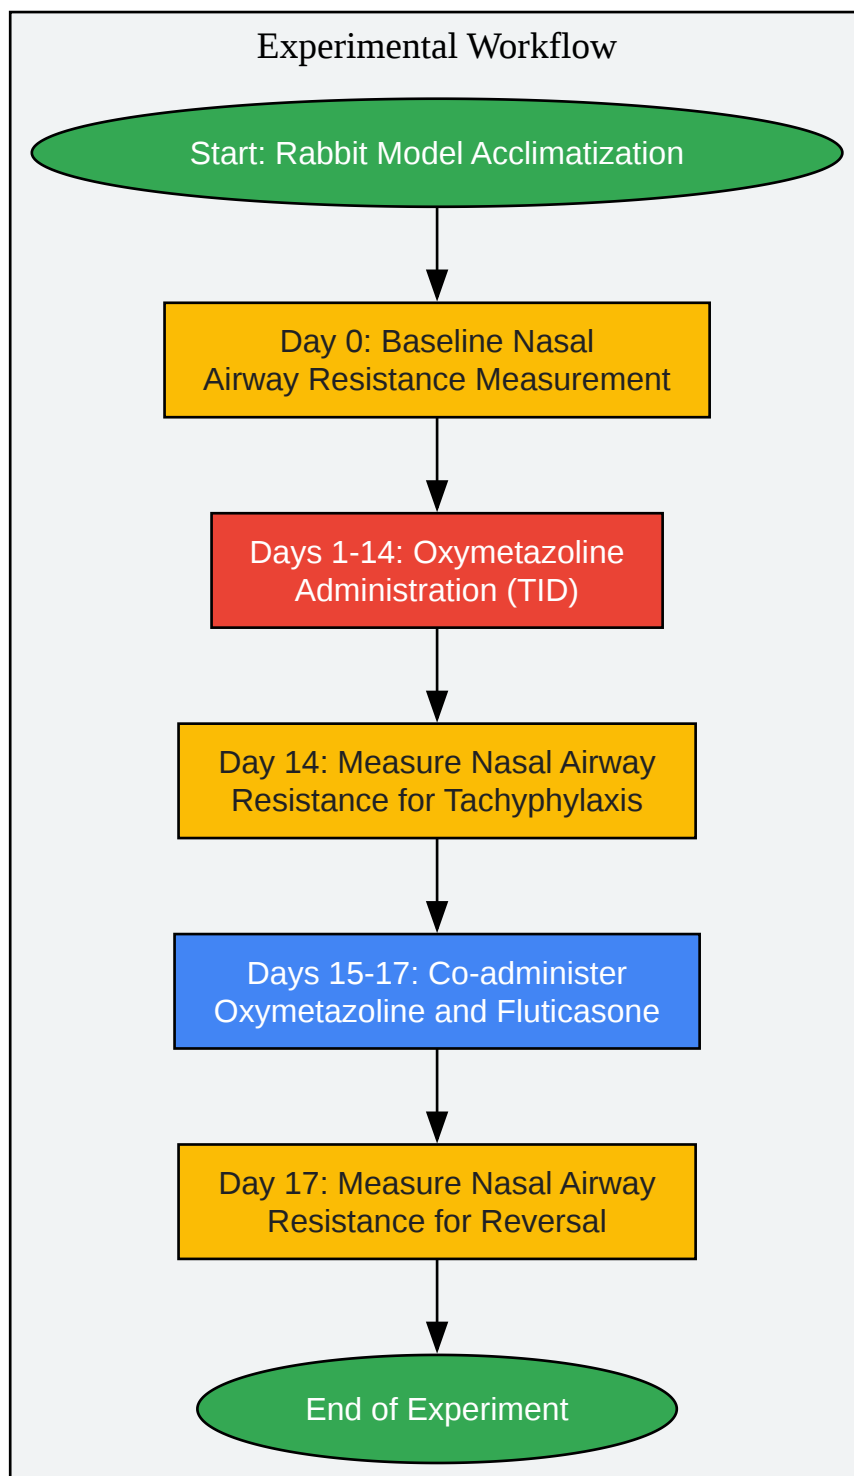 Experimental Workflow
Start: Rabbit Model Acclimatization
Day 0: Baseline Nasal
Airway Resistance Measurement
Days 1-14: Oxymetazoline
Administration (TID)
Day 14: Measure Nasal Airway
Resistance for Tachyphylaxis
Days 15-17: Co-administer
Oxymetazoline and Fluticasone
Day 17: Measure Nasal Airway
Resistance for Reversal
End of Experiment